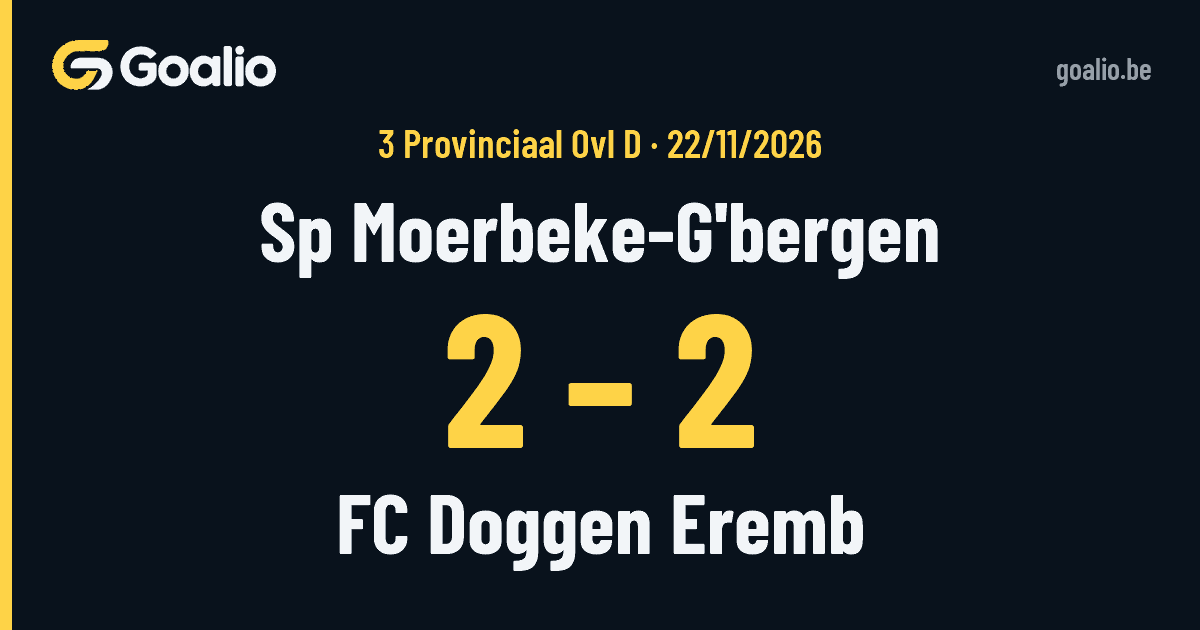 Goalio
goalio.be
3 Provinciaal Ovl D · 22/11/2026
Sp Moerbeke-G'bergen
2 - 2
FC Doggen Eremb